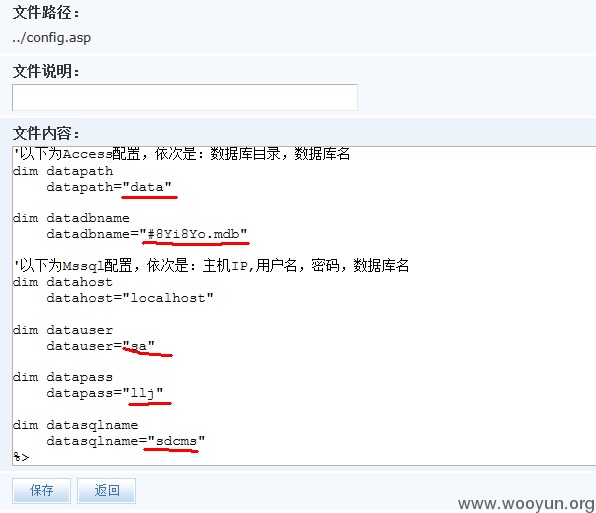 文件路径:
../config.asp
文件说明:
文件内容:
'以下为Access配置，依次是：数据库目录，数据库名
dim datapath
datapath="data"
dim datadbname
datadbname="#8Yi8Yo.mdb"
'以下为Mssql配置，依次是：主机IP,用户名，密码，数据库名
dim datahost
datahost="localhost"
dim datauser
datauser="sa"
dim datapass
datapass="llj"
dim datasqlname
datasqlname="sdcms"
%>
保存 返回
www.wooyun.org